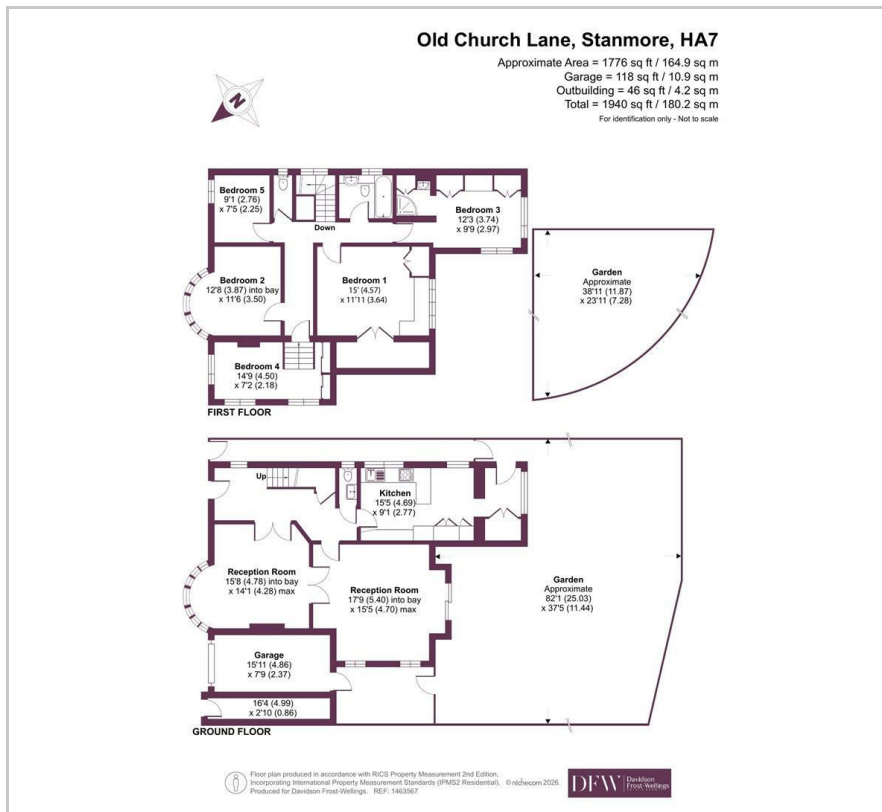 Old Church Lane, Stanmore, HA7
Approximate Area = 1776 sq ft / 164.9 sq m
Garage = 118 sq ft / 10.9 sq m
Outbuilding = 46 sq ft / 4.2 sq m
Total = 1940 sq ft / 180.2 sq m
For identification only - Not to scale
N
Bedroom 5
9'1 (2.76)
x 7'5 (2.25)
Down
Bedroom 3
12'3 (3.74)
x 9'9 (2.97)
Bedroom 2
12'8 (3.87) into bay
x 11'6 (3.50)
Bedroom 1
15' (4.57)
x 11'11 (3.64)
Garden
Approximate
38'11 (11.87)
x 23'11 (7.28)
Bedroom 4
14'9 (4.50)
x 7'2 (2.18)
FIRST FLOOR
Up
Kitchen
15'5 (4.69)
x 9'1 (2.77)
Reception Room
15'8 (4.78) into bay
x 14'1 (4.28) max
Reception Room
17'9 (5.40) into bay
x 15'5 (4.70) max
Garden
Approximate
82'1 (25.03)
x 37'5 (11.44)
Garage
15'11 (4.86)
x 7'9 (2.37)
16'4 (4.99)
x 2'10 (0.86)
GROUND FLOOR
Floor plan produced in accordance with RICS Property Measurement 2nd Edition,
Incorporating International Property Measurement Standards (IPMS2 Residential). © nichecom 2026.
Produced for Davidson Frost-Wellings. REF: 1463567
DFW
Davidson
Frost-Wellings